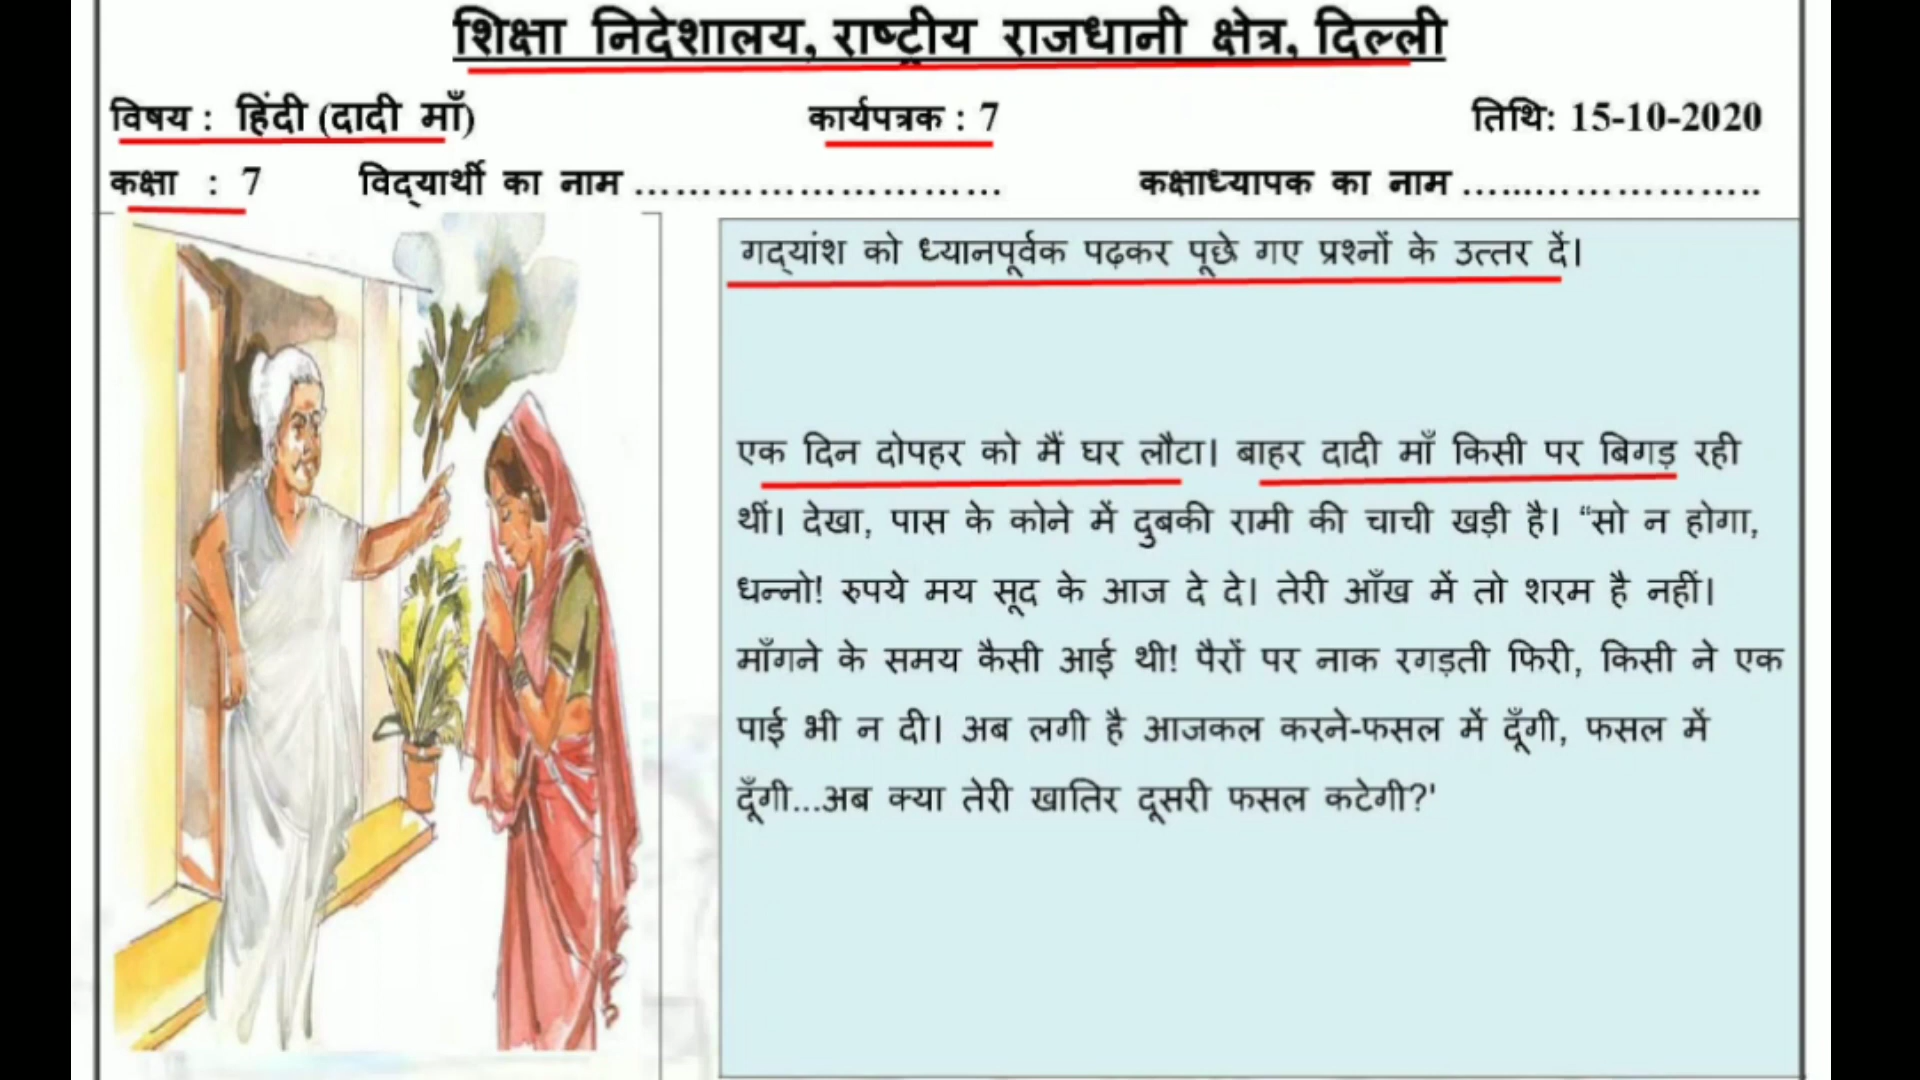 शिक्षा निदेशालय, राष्ट्रीय राजधानी क्षेत्र, दिल्ली
विषय : हिंदी (दादी माँ) कार्यपत्रक : 7 तिथि: 15-10-2020
कक्षा : 7 विद्यार्थी का नाम ........................... कक्षाध्यापक का नाम ......................
गद्यांश को ध्यानपूर्वक पढ़कर पूछे गए प्रश्नों के उत्तर दें।
एक दिन दोपहर को मैं घर लौटा। बाहर दादी माँ किसी पर बिगड़ रही
थीं। देखा, पास के कोने में दुबकी रामी की चाची खड़ी है। “सो न होगा,
धन्नो! रुपये मय सूद के आज दे दे। तेरी आँख में तो शरम है नहीं।
माँगने के समय कैसी आई थी! पैरों पर नाक रगड़ती फिरी, किसी ने एक
पाई भी न दी। अब लगी है आजकल करने-फसल में दूँगी, फसल में
दूँगी...अब क्या तेरी खातिर दूसरी फसल कटेगी?'